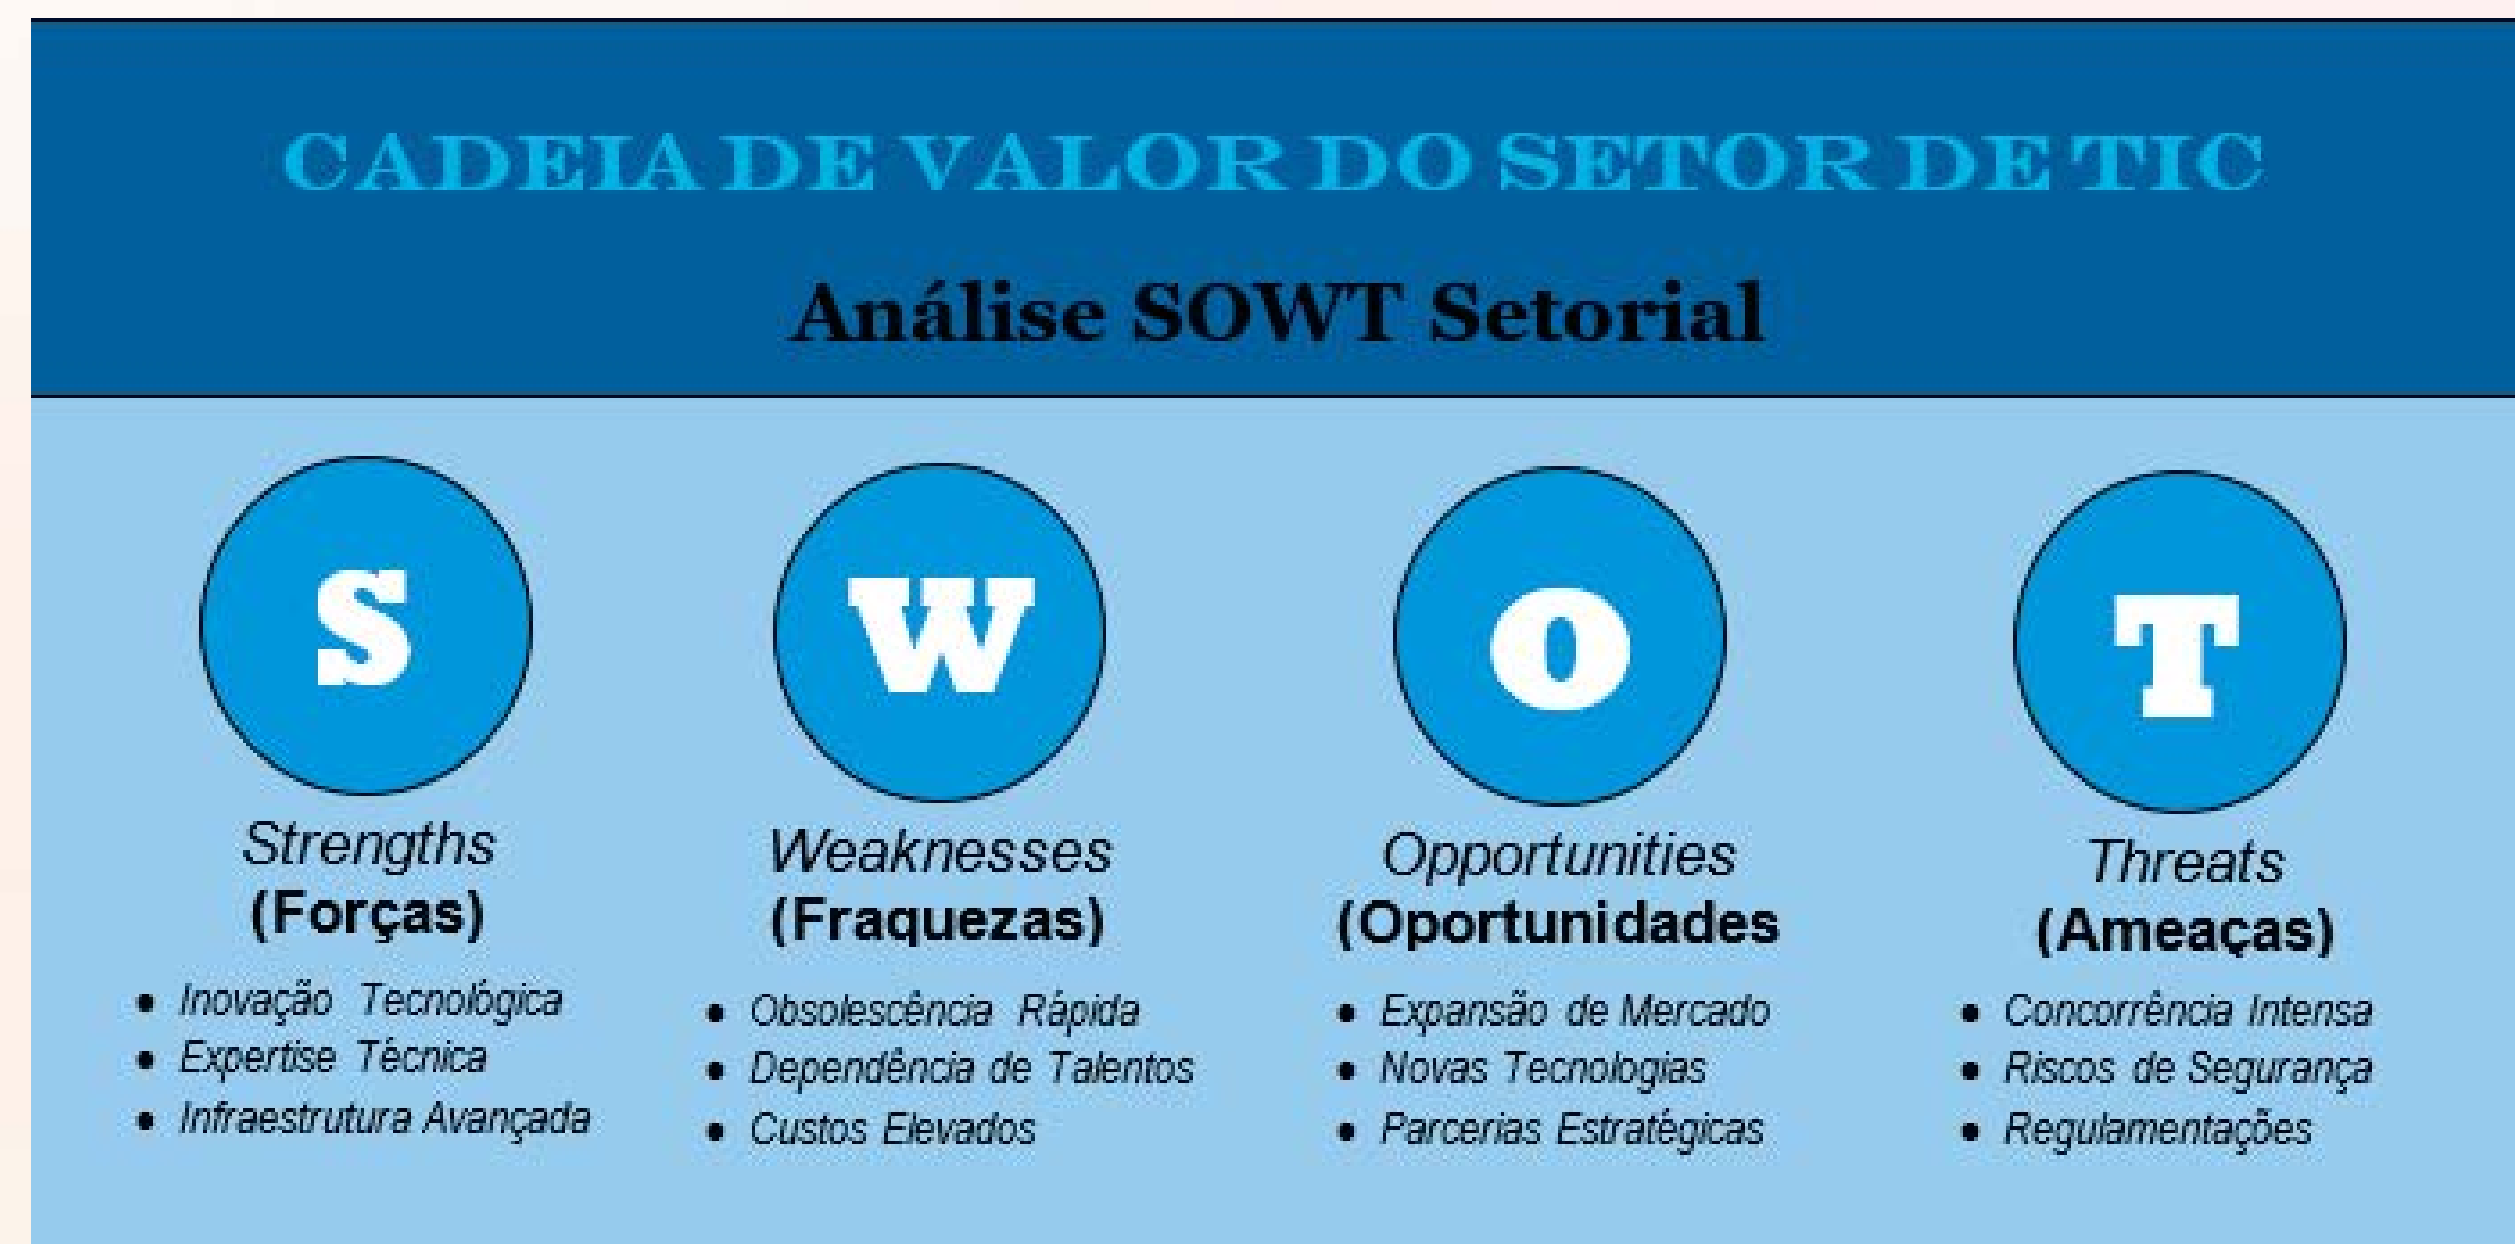 CADEIA DE VALOR DO SETOR DE TIC
Análise SOWT Setorial
S
Strengths
(Forças)
• Inovação Tecnológica
• Expertise Técnica
• Infraestrutura Avançada
W
Weaknesses
(Fraquezas)
• Obsolescência Rápida
• Dependência de Talentos
• Custos Elevados
O
Opportunities
(Oportunidades
• Expansão de Mercado
• Novas Tecnologias
• Parcerias Estratégicas
T
Threats
(Ameaças)
• Concorrência Intensa
• Riscos de Segurança
• Regulamentações